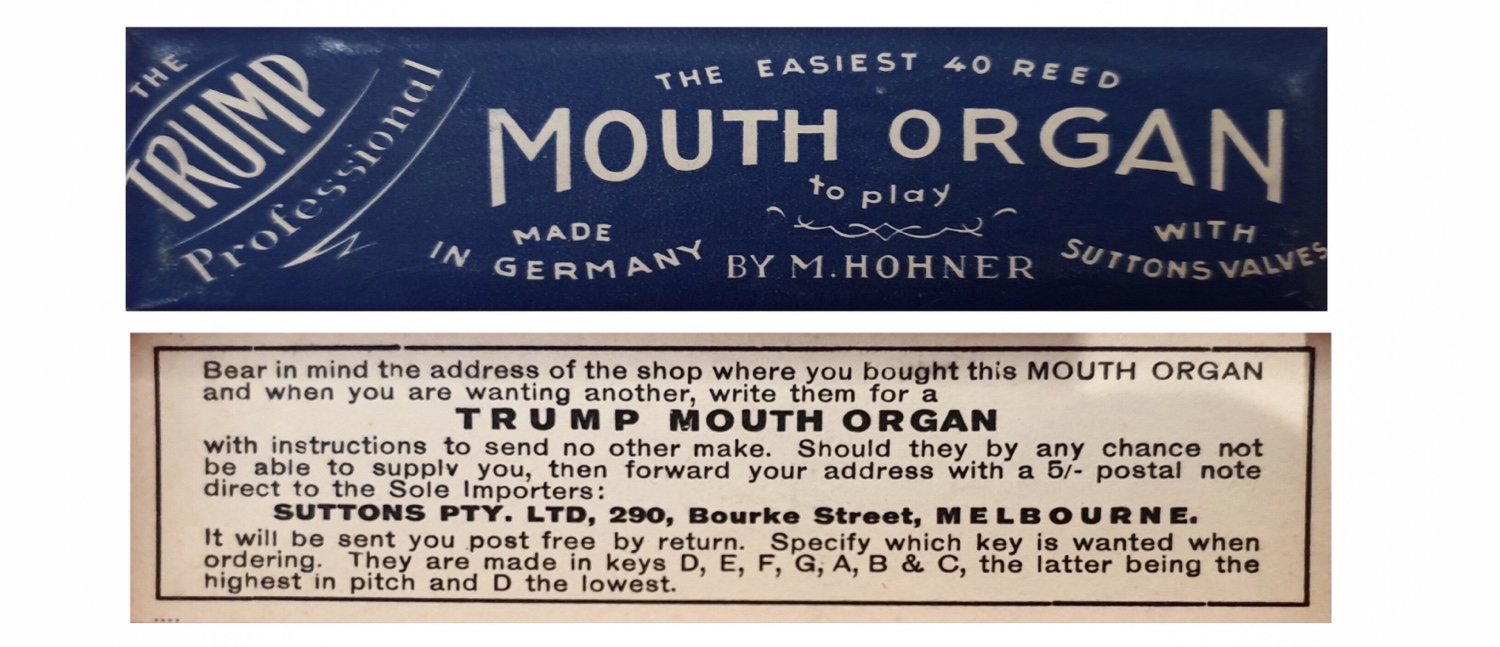 THE
TRUMP
Professional
THE EASIEST 40 REED
MOUTH ORGAN
to play
MADE
IN GERMANY
BY M.HOHNER
WITH
SUTTONS VALVES
Bear in mind the address of the shop where you bought this MOUTH ORGAN
and when you are wanting another, write them for a
TRUMP MOUTH ORGAN
with instructions to send no other make. Should they by any chance not
be able to supply you, then forward your address with a 5/- postal note
direct to the Sole Importers:
SUTTONS PTY. LTD, 290, Bourke Street, MELBOURNE.
It will be sent you post free by return. Specify which key is wanted when
ordering. They are made in keys D, E, F, G, A, B & C, the latter being the
highest in pitch and D the lowest.